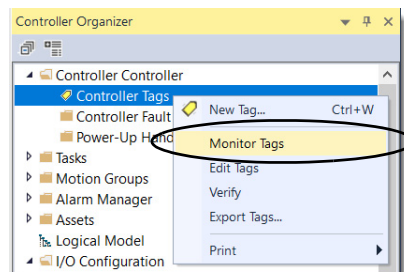 Controller Organizer
Controller Controller
Controller Tags
New Tag... Ctrl+W
Controller Fault
Monitor Tags
Power-Up Hand
Edit Tags
Tasks
Motion Groups
Verify
Alarm Manager
Export Tags...
Assets
Logical Model
Print
I/O Configuration